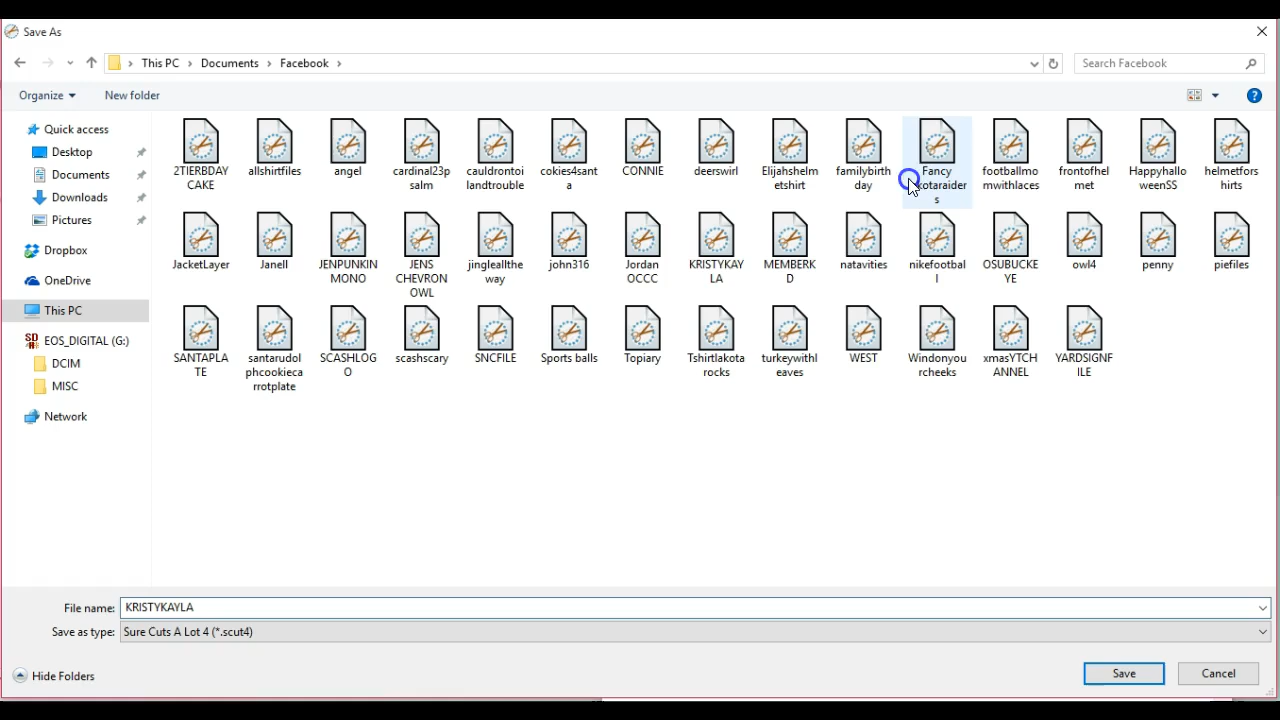 Save As
This PC › Documents › Facebook ›
Search Facebook
Organize
New folder
Quick access
Desktop
Documents
Downloads
Pictures
Dropbox
OneDrive
This PC
EOS_DIGITAL (G:)
DCIM
MISC
Network
2TIERBDAY
CAKE
allshirtfiles
angel
cardinal23p
salm
cauldrontoi
landtrouble
cokies4sant
a
CONNIE
deerswirl
Elijahshelm
etshirt
familybirth
day
Fancy
kotaraider
s
footballmo
mwithlaces
frontofhel
met
Happyhallo
weenSS
helmetfors
hirts
JacketLayer
Janell
JENPUNKIN
MONO
JENS
CHEVRON
OWL
jinglealltheway
john316
Jordan
OCCC
KRISTYKAY
LA
MEMBERK
D
natavities
nikefootbal
l
OSUBUCKE
YE
owl4
penny
piefiles
SANTAPLA
TE
santarudol
phcookieca
rrotplate
SCASHLOG
O
scashscary
SNCFILE
Sports balls
Topiary
Tshirtlakota
rocks
turkeywithl
eaves
WEST
Windonyou
rcheeks
xmasYTCH
ANNEL
YARDSIGNF
ILE
File name: KRISTYKAYLA
Save as type: Sure Cuts A Lot 4 (*.scut4)
Hide Folders
Save
Cancel